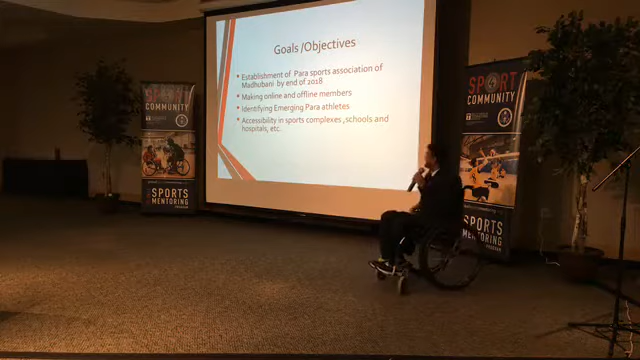 Goals /Objectives
• Establishment of Para sports association of
Madhubani by end of 2018
• Making online and offline members
• Identifying Emerging Para athletes
• Accessibility in sports complexes ,schools and
hospitals, etc.
SPORT
COMMUNITY
SPORTS
MENTORING
PROGRAM
SPORT
COMMUNITY
SPORTS
MENTORING